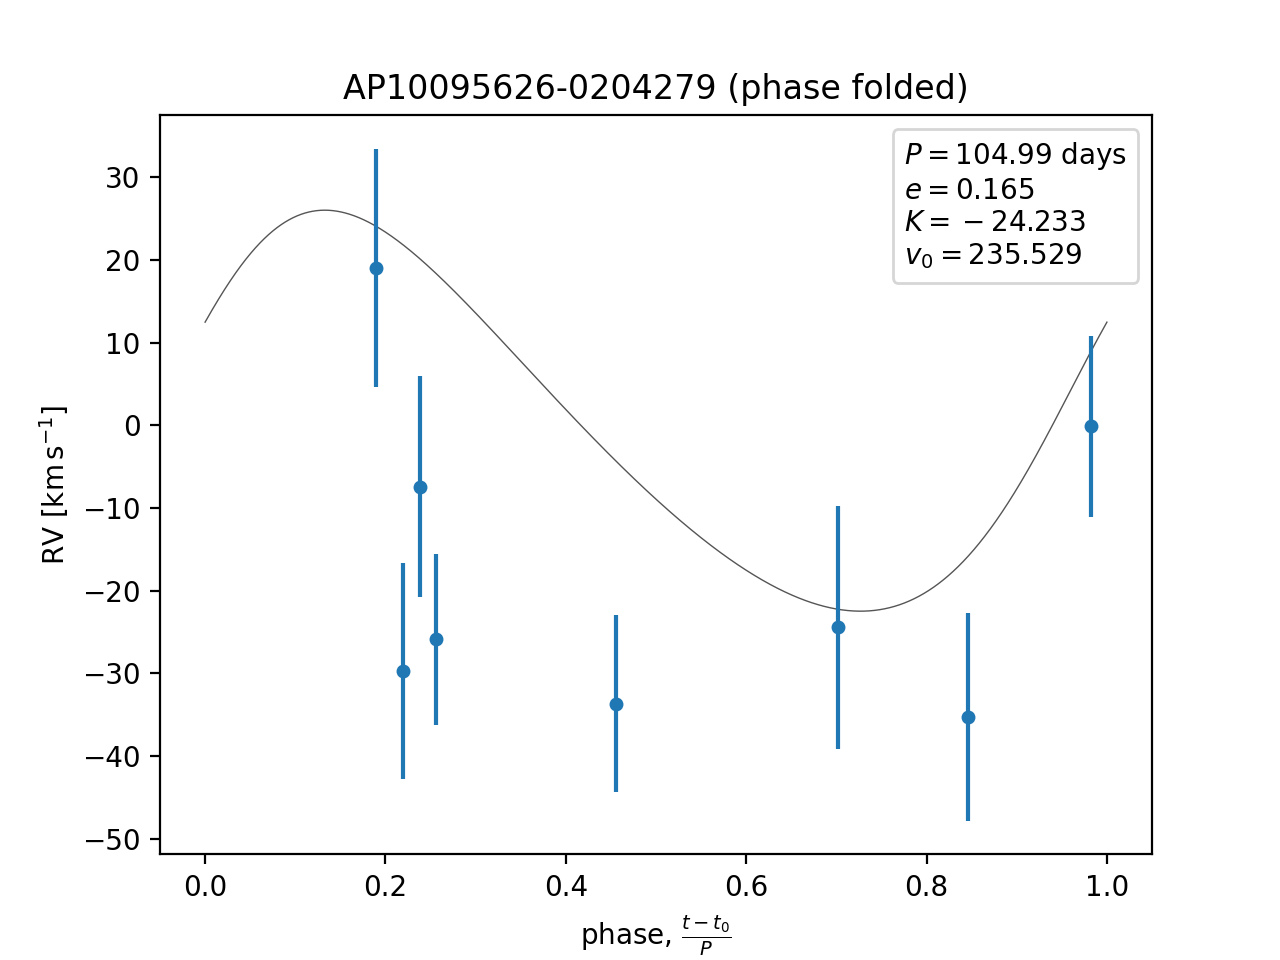 AP10095626-0204279 (phase folded)
P = 104.99 days
e = 0.165
K = −24.233
v₀ = 235.529
RV [km s⁻¹]
30
20
10
0
−10
−20
−30
−40
−50
0.0 0.2 0.4 0.6 0.8 1.0
phase, (t − t₀)/P